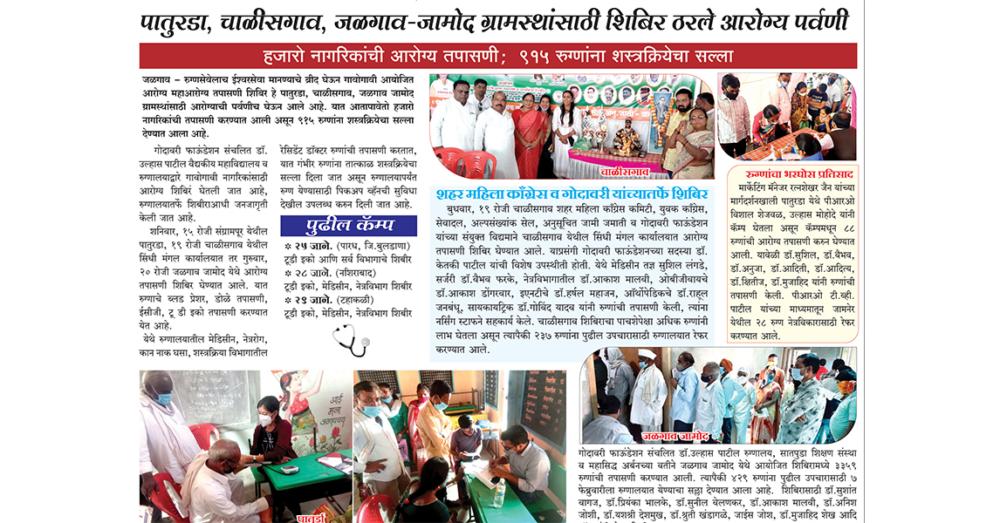 पातुरडा, चाळीसगाव, जळगाव-जामोद ग्रामस्थांसाठी शिबिर ठरले आरोग्य पर्वणी
हजारो नागरिकांची आरोग्य तपासणी; ९१५ रुग्णांना शस्त्रक्रियेचा सल्ला
जळगाव – रुग्णसेवेलाच ईश्वरसेवा मानण्याचे ब्रीद घेऊन गावोगावी आयोजित
आरोग्य महाआरोग्य तपासणी शिबिर हे पातुरडा, चाळीसगाव, जळगाव जामोद
ग्रामस्थांसाठी आरोग्याची पर्वणीच घेऊन आले आहे. यात आतापावेतो हजारो
नागरिकांची तपासणी करण्यात आली असून ९१५ रुग्णांना शस्त्रक्रियेचा सल्ला
देण्यात आला आहे.
गोदावरी फाऊंडेशन संचलित डॉ.
उल्हास पाटील वैद्यकीय महाविद्यालय व
रुग्णालयाद्वारे गावोगावी नागरिकांसाठी
आरोग्य शिबिरं घेतली जात आहे,
रुग्णालयातर्फे शिबीराआधी जनजागृती
केली जात आहे.
शनिवार, १५ रोजी संग्रामपूर येथील
पातुरडा, १९ रोजी चाळीसगाव येथील
सिंधी मंगल कार्यालयात तर गुरुवार,
२० रोजी जळगाव जामोद येथे आरोग्य
तपासणी शिबिर घेण्यात आले. यात
रुग्णाचे ब्लड प्रेशर, डोळे तपासणी,
ईसीजी, टू डी इको तपासणी करण्यात
येत आहे.
येथे रुग्णालयातील मेडिसीन, नेत्ररोग,
कान नाक घसा, शस्त्रक्रिया विभागातील
रेसिडेंट डॉक्टर रुग्णांची तपासणी करतात,
यात गंभीर रुग्णांना तात्काळ शस्त्रक्रियेचा
सल्ला दिला जात असून रुग्णालयापर्यंत
रुग्ण येण्यासाठी पिकअप व्हॅनची सुविधा
देखील उपलब्ध करुन दिली जात आहे.
पुढील कॅम्प
* २५ जाने. (पारध, जि.बुलडाणा)
टूडी इको आणि सर्व विभागाचे शिबीर
* २८ जाने. (नशिराबाद)
टूडी इको, मेडिसीन, नेत्रविभाग शिबीर
* २९ जाने. (टहाकळी)
टूडी इको, मेडिसीन, नेत्रविभाग शिबीर
चाळीसगाव
शहर महिला काँग्रेस व गोदावरी यांच्यातर्फे शिबिर
बुधवार, १९ रोजी चाळीसगाव शहर महिला काँग्रेस कमिटी, युवक काँग्रेस,
सेवादल, अल्पसंख्यांक सेल, अनुसूचित जामी जमाती व गोदावरी फाऊंडेशन
यांच्या संयुक्त विद्यमाने चाळीसगाव येथील सिंधी मंगल कार्यालयात आरोग्य
तपासणी शिबिर घेण्यात आले. याप्रसंगी गोदावरी फाऊंडेशनच्या सदस्या डॉ.
केतकी पाटील यांची विशेष उपस्थीती होती. येथे मेडिसीन तज्ञ सुशिल लंगडे,
सर्जरी डॉ.वैभव फरके, नेत्रविभागातील डॉ.आकाश मालवी, ओबीजीवायचे
डॉ.आकाश डोंगरवार, इएनटीचे डॉ.हर्षल महाजन, ऑर्थोपेडिकचे डॉ.राहूल
जनबंधू, सायकायट्रिक डॉ.गोविंद यादव यांनी रुग्णांची तपासणी केली, त्यांना
नर्सिंग स्टाफने सहकार्य केले. चाळीसगाव शिबिराचा पाचशेपेक्षा अधिक रुग्णांनी
लाभ घेतला असून त्यापैकी २३७ रुग्णांना पुढील उपचारासाठी रुग्णालयात रेफर
करण्यात आले.
रुग्णांचा भरघोस प्रतिसाद
मार्केटिंग मॅनेजर रत्नशेखर जैन यांच्या
मार्गदर्शनखाली पातुरडा येथे पीआरओ
विशाल शेजवळ, उल्हास मोहोदे यांनी
कॅम्प घेतला असून कॅम्पमधून ८८
रुग्णांची आरोग्य तपासणी करुन घेण्यात
आली. यावेळी डॉ.सुशिल, डॉ.वैभव,
डॉ.अनुजा, डॉ.आदिती, डॉ.आदित्य,
डॉ.क्षितीज, डॉ.मुजाहिद यांनी रुग्णांची
तपासणी केली. पीआरओ टी.व्ही.
पाटील यांच्या माध्यमातून जामनेर
येथील २८ रुग्ण नेत्रविकारासाठी रेफर
करण्यात आले.
आई
मला
पातुर्डा
जळगाव जामोद
गोदावरी फाऊंडेशन संचलित डॉ.उल्हास पाटील रुग्णालय, सातपुडा शिक्षण संस्था
व महासिद्ध अर्बनच्या वतीने जळगाव जामोद येथे आयोजित शिबिरामध्ये ३३५९
रुग्णांची तपासणी करण्यात आली. त्यापैकी ४२९ रुग्णांना पुढील उपचारासाठी ७
फेब्रुवारीला रुग्णालयात येण्याचा सल्ला देण्यात आला आहे. शिबिरासाठी डॉ.सुशांत
वागज, डॉ.प्रियंका भालके, डॉ.सुनील बेलणकर, डॉ.आकाश मालवी, डॉ.अनिश
जोशी, डॉ.यशश्री देशमुख, डॉ.श्रुती खंडागळे, जाईस जोश, डॉ.मुजाहिद शेख आदि